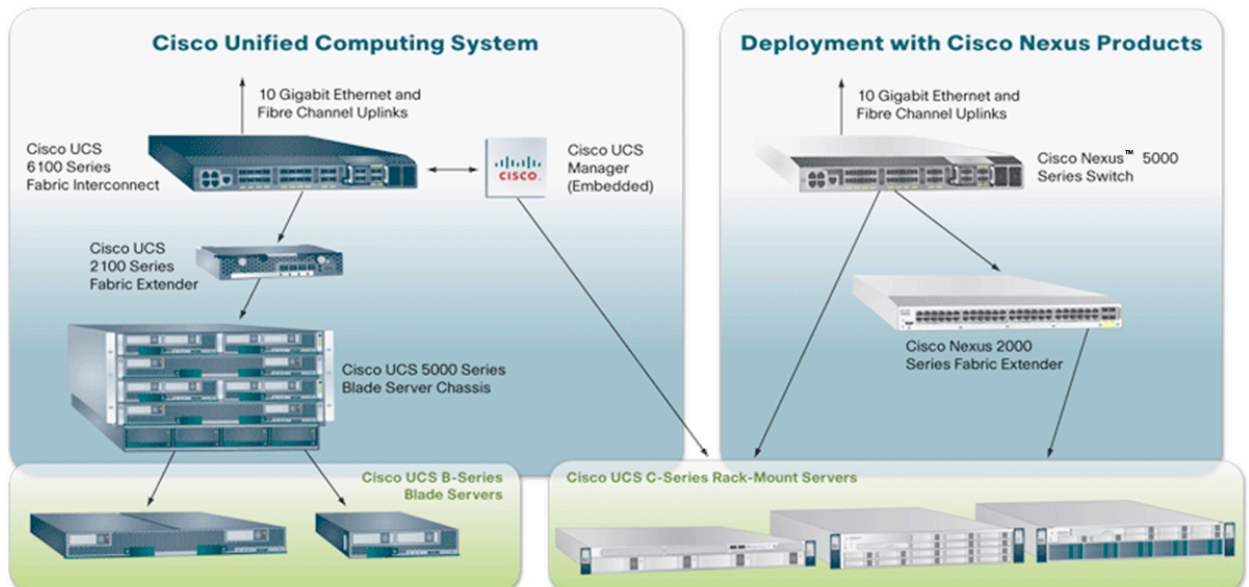 Cisco Unified Computing System
10 Gigabit Ethernet and
Fibre Channel Uplinks
Cisco UCS
6100 Series
Fabric Interconnect
CISCO.
Cisco UCS
Manager
(Embedded)
Cisco UCS
2100 Series
Fabric Extender
Cisco UCS 5000 Series
Blade Server Chassis
Cisco UCS B-Series
Blade Servers
Deployment with Cisco Nexus Products
10 Gigabit Ethernet and
Fibre Channel Uplinks
Cisco Nexus™ 5000
Series Switch
Cisco Nexus 2000
Series Fabric Extender
Cisco UCS C-Series Rack-Mount Servers